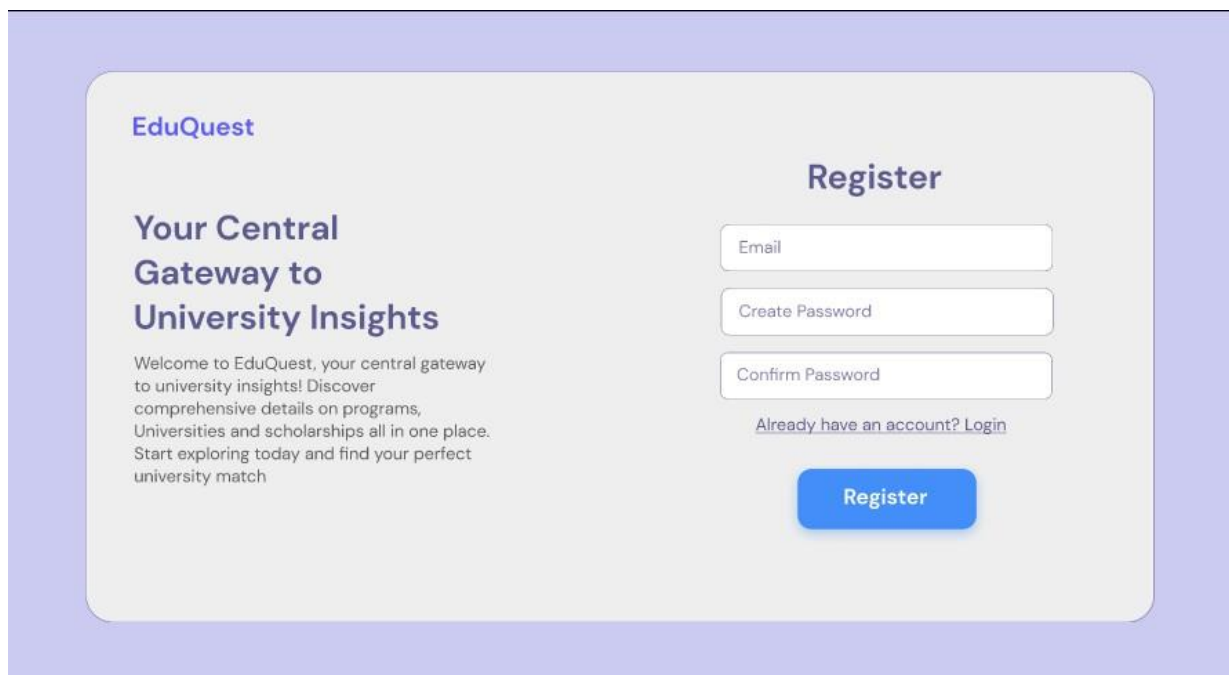 EduQuest
Your Central
Gateway to
University Insights
Welcome to EduQuest, your central gateway
to university insights! Discover
comprehensive details on programs,
Universities and scholarships all in one place.
Start exploring today and find your perfect
university match
Register
Email
Create Password
Confirm Password
Already have an account? Login
Register